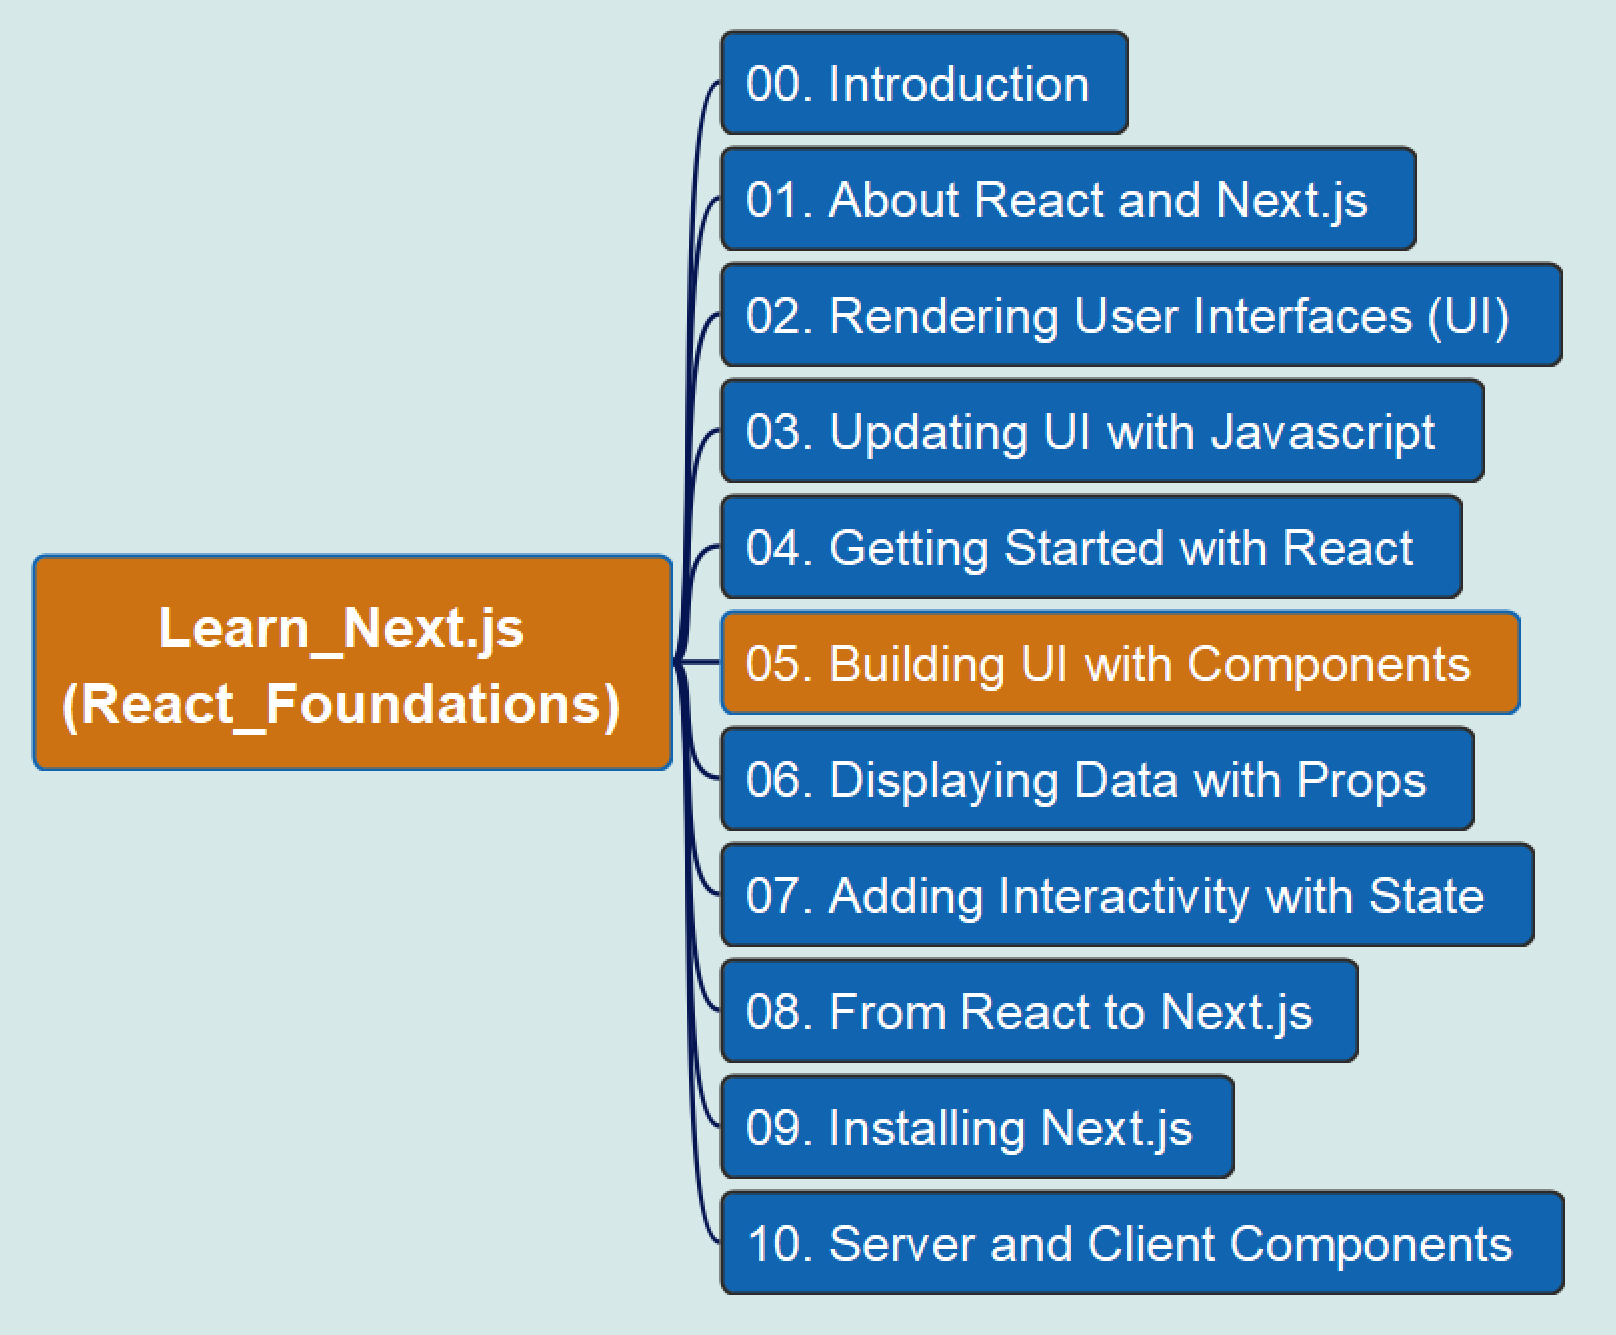 Learn_Next.js
(React_Foundations)
00. Introduction
01. About React and Next.js
02. Rendering User Interfaces (UI)
03. Updating UI with Javascript
04. Getting Started with React
05. Building UI with Components
06. Displaying Data with Props
07. Adding Interactivity with State
08. From React to Next.js
09. Installing Next.js
10. Server and Client Components